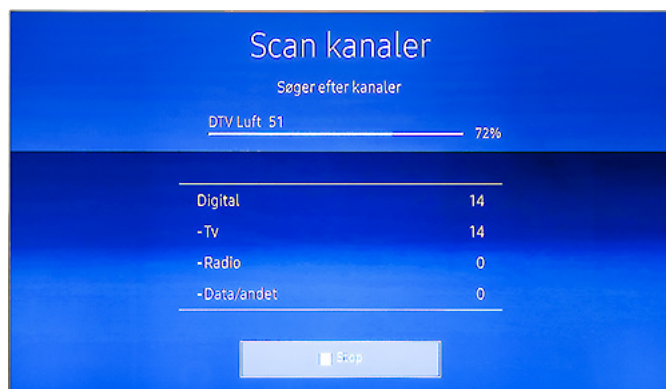 Scan kanaler
Søger efter kanaler
DTV Luft 51
72%
Digital 14
-Tv 14
-Radio 0
-Data/andet 0
Stop